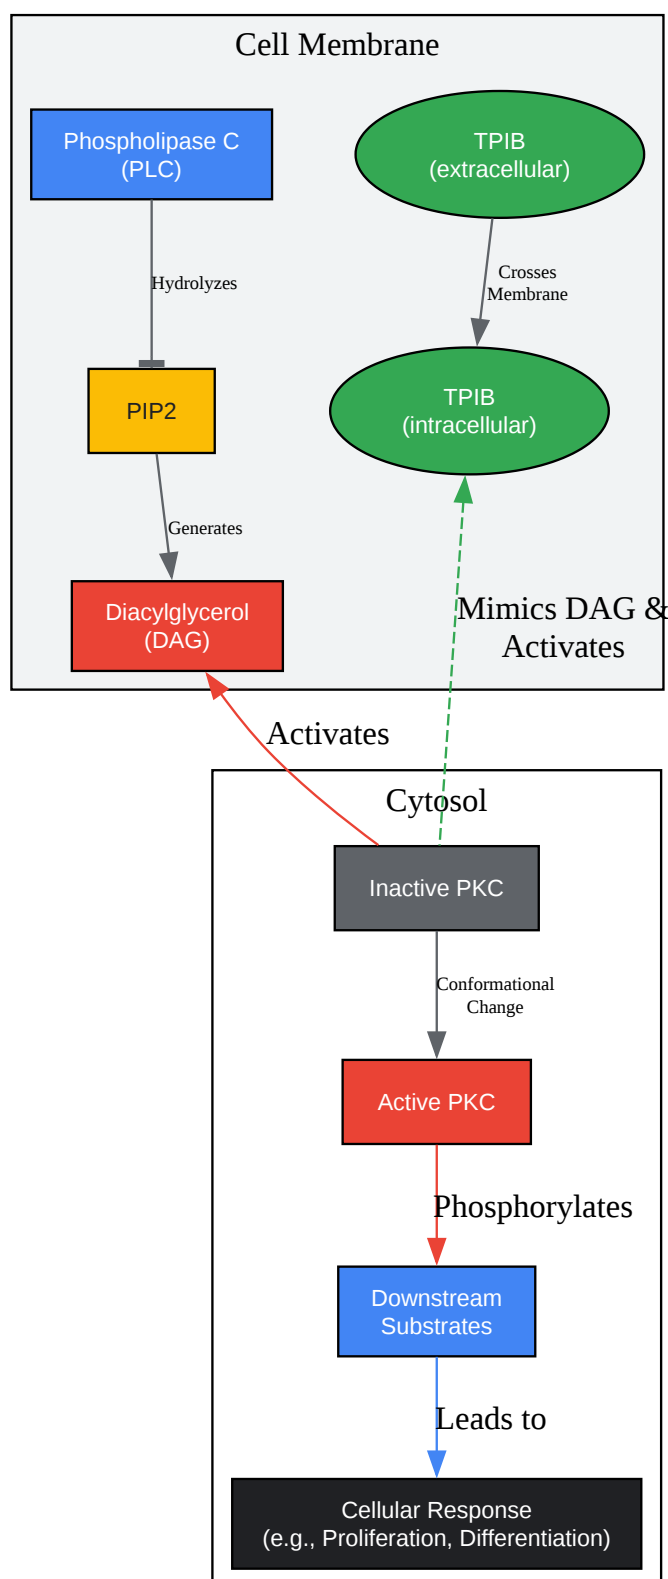 Cell Membrane
Phospholipase C
(PLC)
TPIB
(extracellular)
Hydrolyzes
Crosses
Membrane
PIP2
TPIB
(intracellular)
Generates
Diacylglycerol
(DAG)
Mimics DAG &
Activates
Activates
Cytosol
Inactive PKC
Conformational
Change
Active PKC
Phosphorylates
Downstream
Substrates
Leads to
Cellular Response
(e.g., Proliferation, Differentiation)